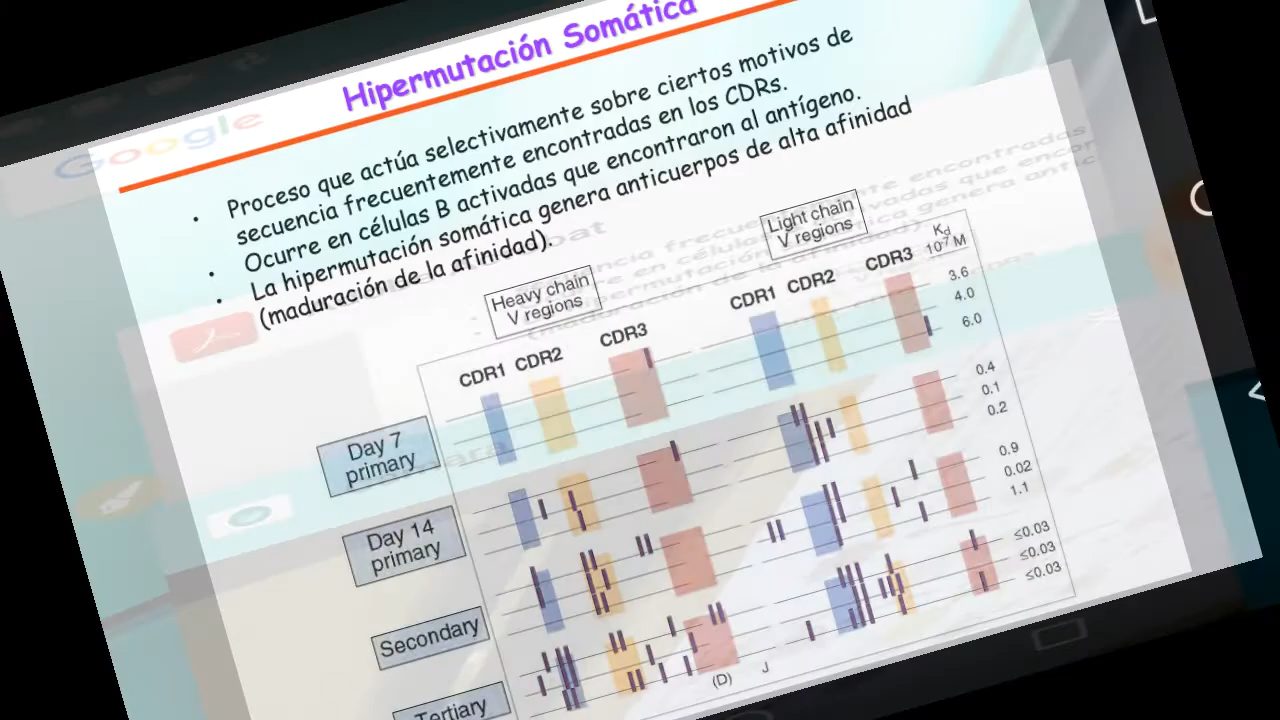 Hipermutación Somática
Google
• Proceso que actúa selectivamente sobre ciertos motivos de
secuencia frecuentemente encontradas en los CDRs.
• Ocurre en células B activadas que encontraron al antígeno.
• La hipermutación somática genera anticuerpos de alta afinidad
(maduración de la afinidad).
Heavy chain
V regions
Light chain
V regions
CDR1 CDR2 CDR3
CDR1 CDR2 CDR3
Kd
10-7 M
3.6
4.0
6.0
Day 7
primary
0.4
0.1
0.2
Day 14
primary
0.9
0.02
1.1
Secondary
≤0.03
≤0.03
≤0.03
Tertiary
(D) J